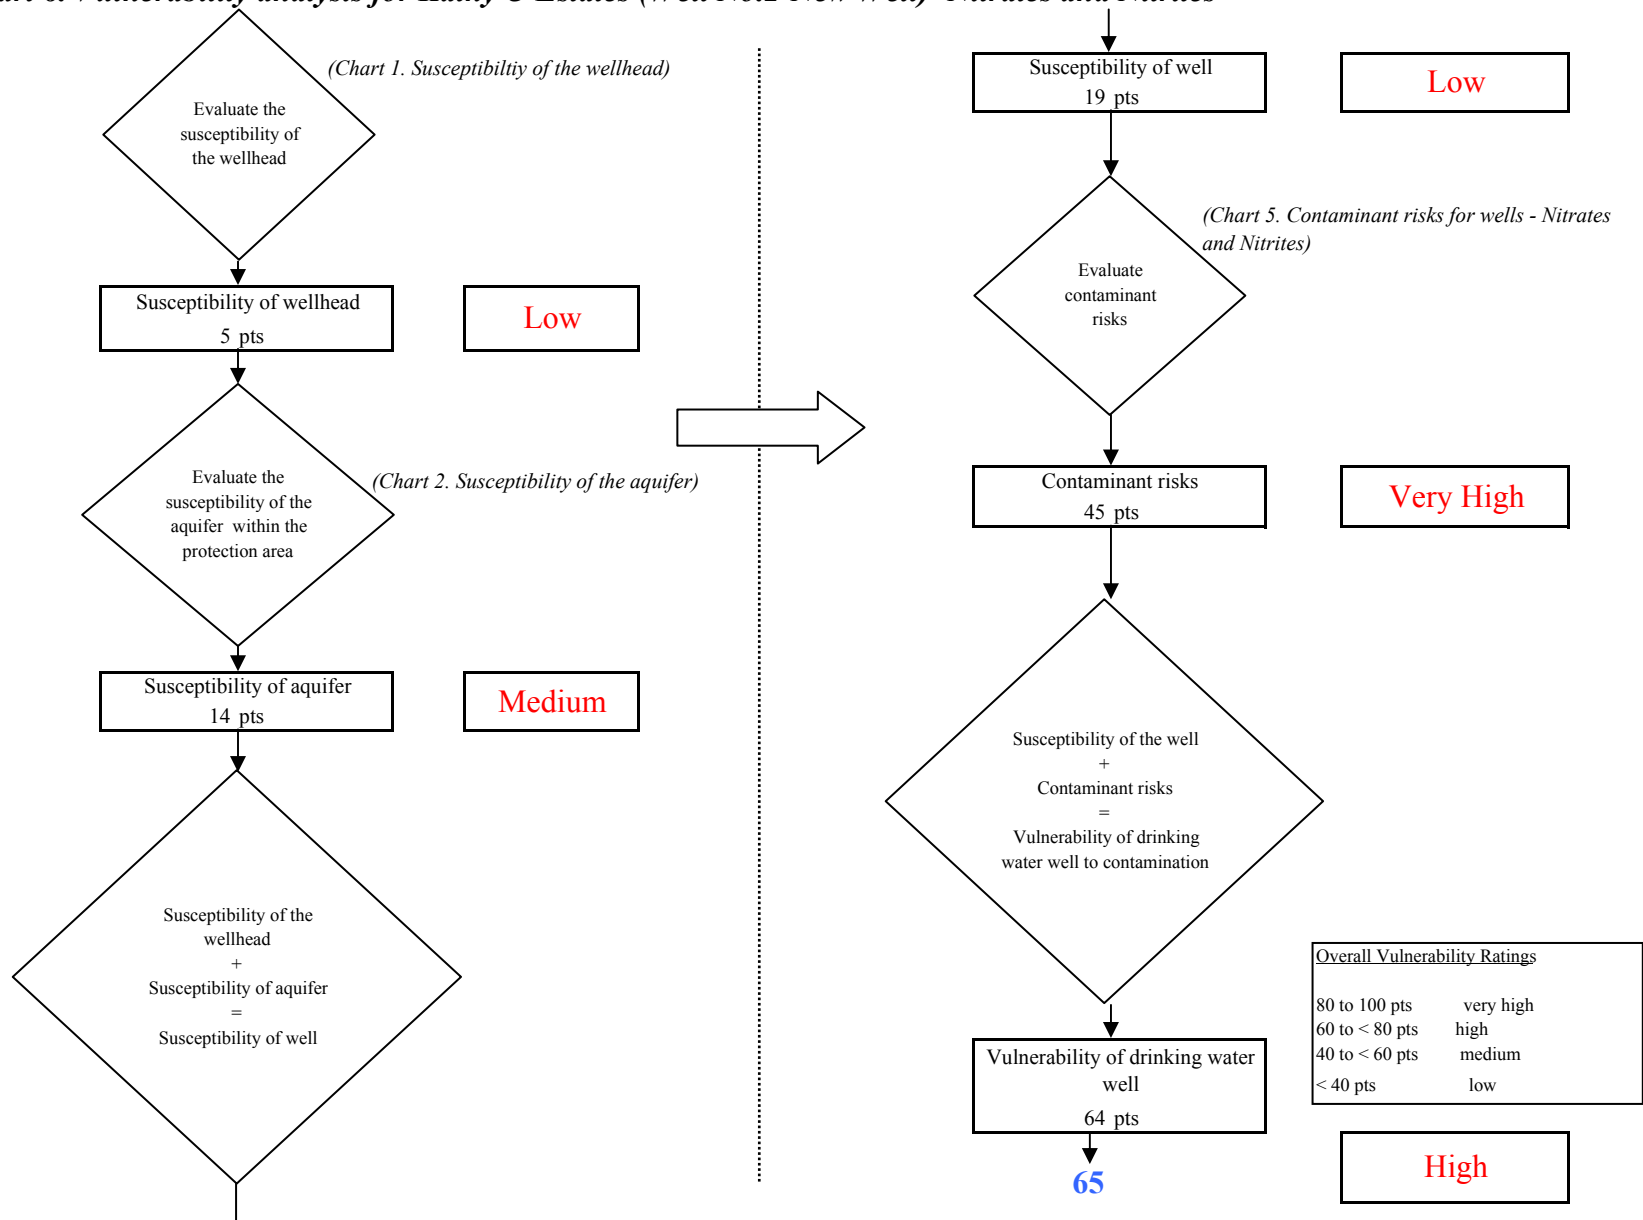 (Chart 1. Susceptibiltiy of the wellhead)
Evaluate the
susceptibility of
the wellhead
Susceptibility of wellhead
5 pts
Low
Evaluate the
susceptibility of the
aquifer within the
protection area
(Chart 2. Susceptibility of the aquifer)
Susceptibility of aquifer
14 pts
Medium
Susceptibility of the
wellhead
+
Susceptibility of aquifer
=
Susceptibility of well
Susceptibility of well
19 pts
Low
(Chart 5. Contaminant risks for wells - Nitrates
and Nitrites)
Evaluate
contaminant
risks
Contaminant risks
45 pts
Very High
Susceptibility of the well
+
Contaminant risks
=
Vulnerability of drinking
water well to contamination
Overall Vulnerability Ratings
80 to 100 pts very high
60 to < 80 pts high
40 to < 60 pts medium
< 40 pts low
Vulnerability of drinking water
well
64 pts
65
High